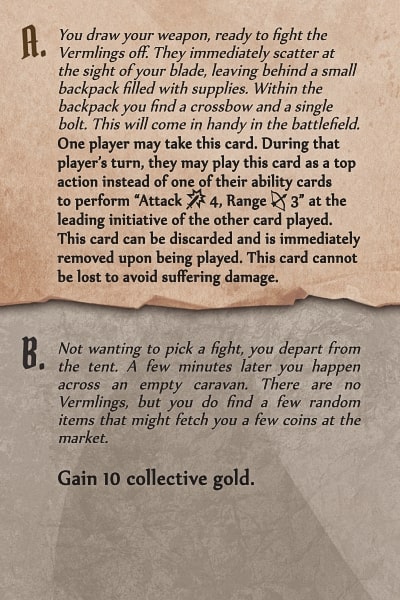 A.
You draw your weapon, ready to fight the
Vermlings off. They immediately scatter at
the sight of your blade, leaving behind a small
backpack filled with supplies. Within the
backpack you find a crossbow and a single
bolt. This will come in handy in the battlefield.
One player may take this card. During that
player's turn, they may play this card as a top
action instead of one of their ability cards
to perform “Attack 4, Range 3” at the
leading initiative of the other card played.
This card can be discarded and is immediately
removed upon being played. This card cannot
be lost to avoid suffering damage.
B.
Not wanting to pick a fight, you depart from
the tent. A few minutes later you happen
across an empty caravan. There are no
Vermlings, but you do find a few random
items that might fetch you a few coins at the
market.
Gain 10 collective gold.